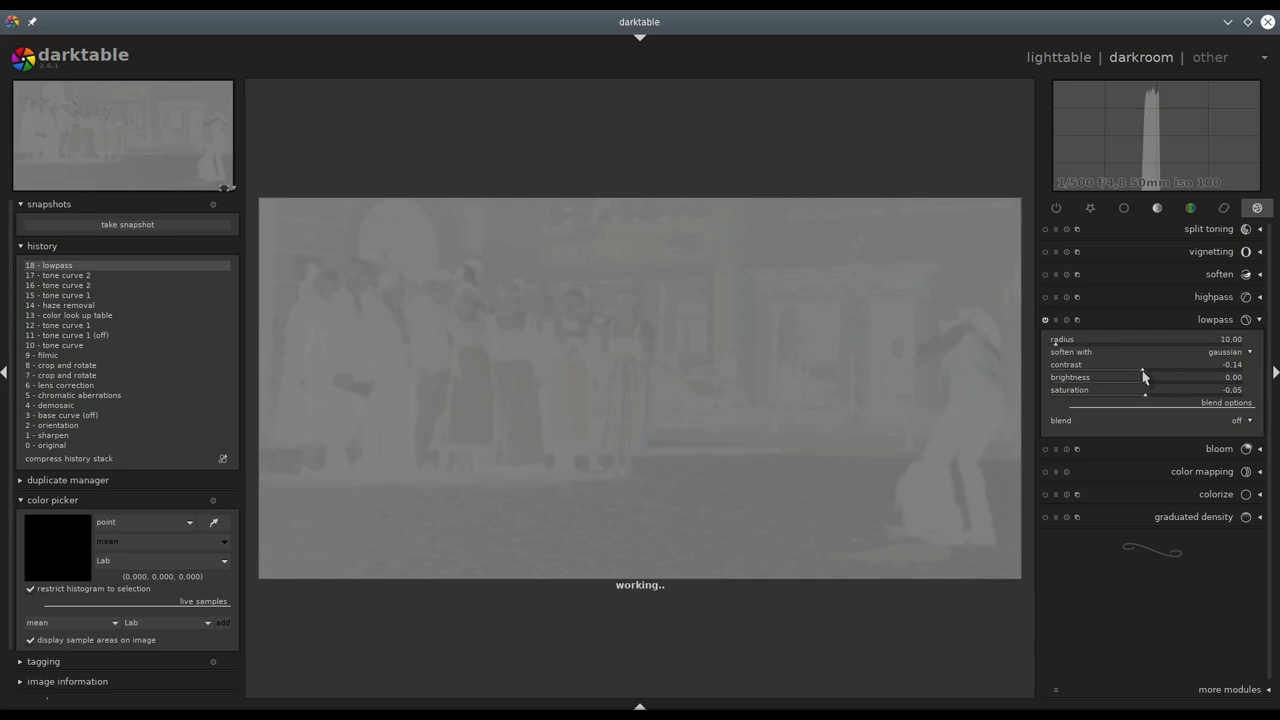 darktable
darktable
2.6.1
lighttable | darkroom | other
1/500 f/4,8 50mm iso 100
snapshots
take snapshot
history
18 - lowpass
17 - tone curve 2
16 - tone curve 2
15 - tone curve 1
14 - haze removal
13 - color look up table
12 - tone curve 1
11 - tone curve 1 (off)
10 - tone curve
9 - filmic
8 - crop and rotate
7 - crop and rotate
6 - lens correction
5 - chromatic aberrations
4 - demosaic
3 - base curve (off)
2 - orientation
1 - sharpen
0 - original
compress history stack
duplicate manager
color picker
point
mean
Lab
(0,000, 0,000, 0,000)
restrict histogram to selection
live samples
mean Lab add
display sample areas on image
tagging
image information
working..
split toning
vignetting
soften
highpass
lowpass
radius 10,00
soften with gaussian
contrast -0,14
brightness 0,00
saturation -0,05
blend options
blend off
bloom
color mapping
colorize
graduated density
more modules